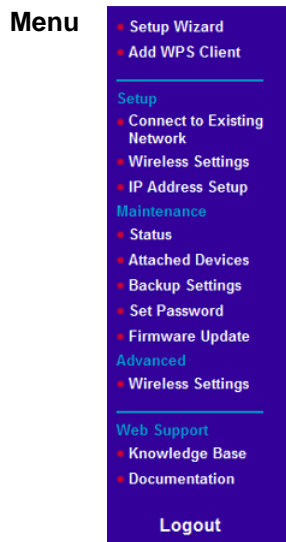 Menu
Setup Wizard
Add WPS Client
Setup
Connect to Existing
Network
Wireless Settings
IP Address Setup
Maintenance
Status
Attached Devices
Backup Settings
Set Password
Firmware Update
Advanced
Wireless Settings
Web Support
Knowledge Base
Documentation
Logout